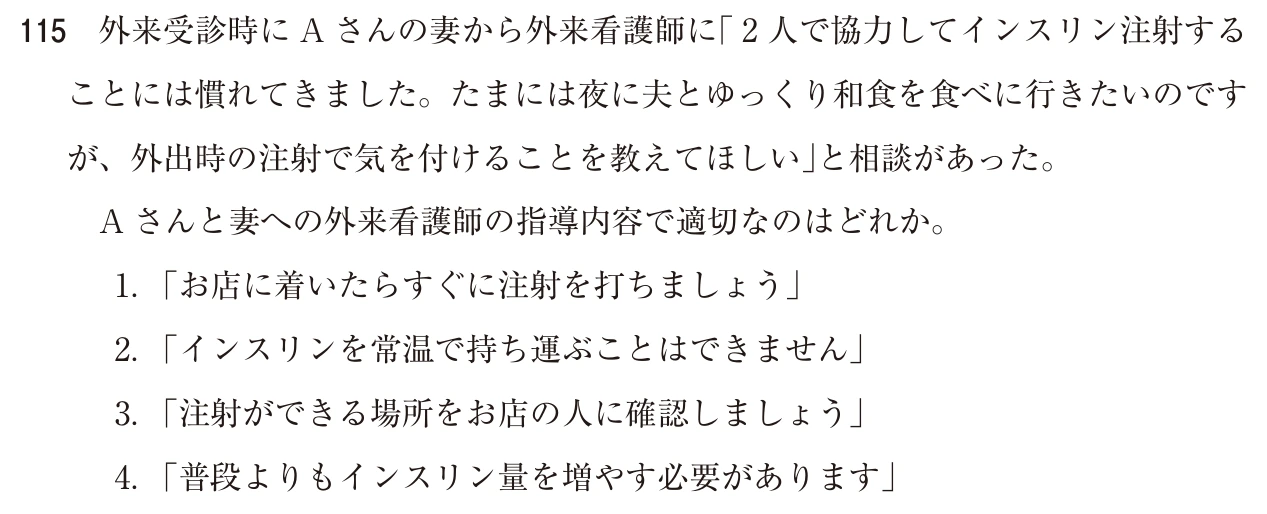 115 外来受診時に A さんの妻から外来看護師に「 2 人で協力してインスリン注射する
ことには慣れてきました。たまには夜に夫とゆっくり和食を食べに行きたいのです
が、外出時の注射で気を付けることを教えてほしい」と相談があった。
A さんと妻への外来看護師の指導内容で適切なのはどれか。
1. 「お店に着いたらすぐに注射を打ちましょう」
2. 「インスリンを常温で持ち運ぶことはできません」
3. 「注射ができる場所をお店の人に確認しましょう」
4. 「普段よりもインスリン量を増やす必要があります」